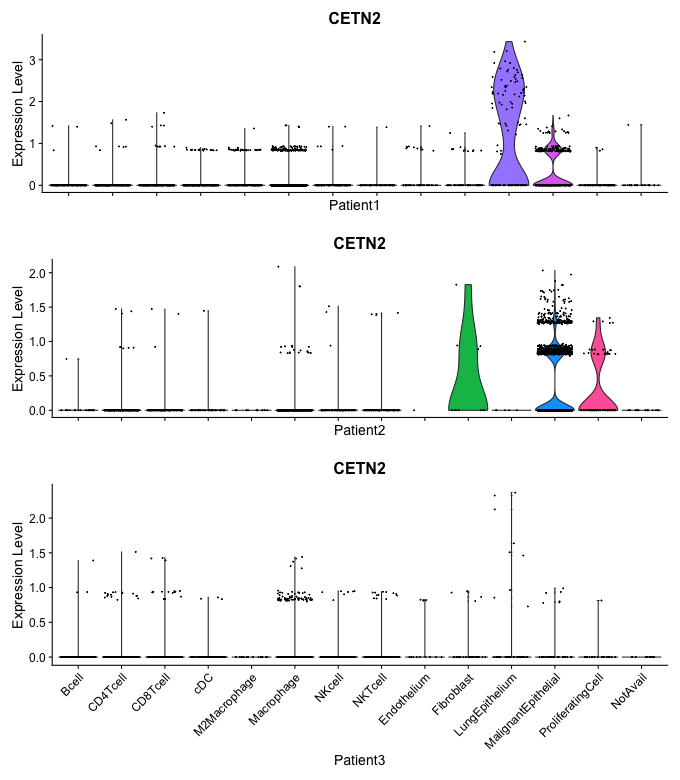 CETN2
Expression Level
3
2
1
0
Patient1
CETN2
Expression Level
2.0
1.5
1.0
0.5
0.0
Patient2
CETN2
Expression Level
2.0
1.5
1.0
0.5
0.0
Bcell
CD4Tcell
CD8Tcell
cDC
M2Macrophage
Macrophage
NKcell
NKTcell
Endothelium
Fibroblast
LungEpithelium
MalignantEpithelial
ProliferatingCell
NotAvail
Patient3